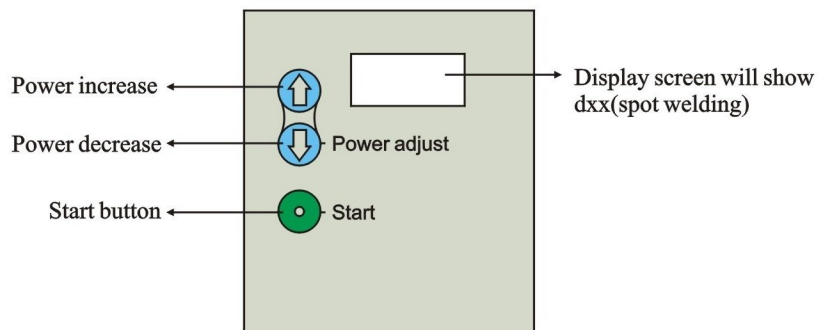 Power increase
Display screen will show
dxx(spot welding)
Power decrease
Power adjust
Start button
Start